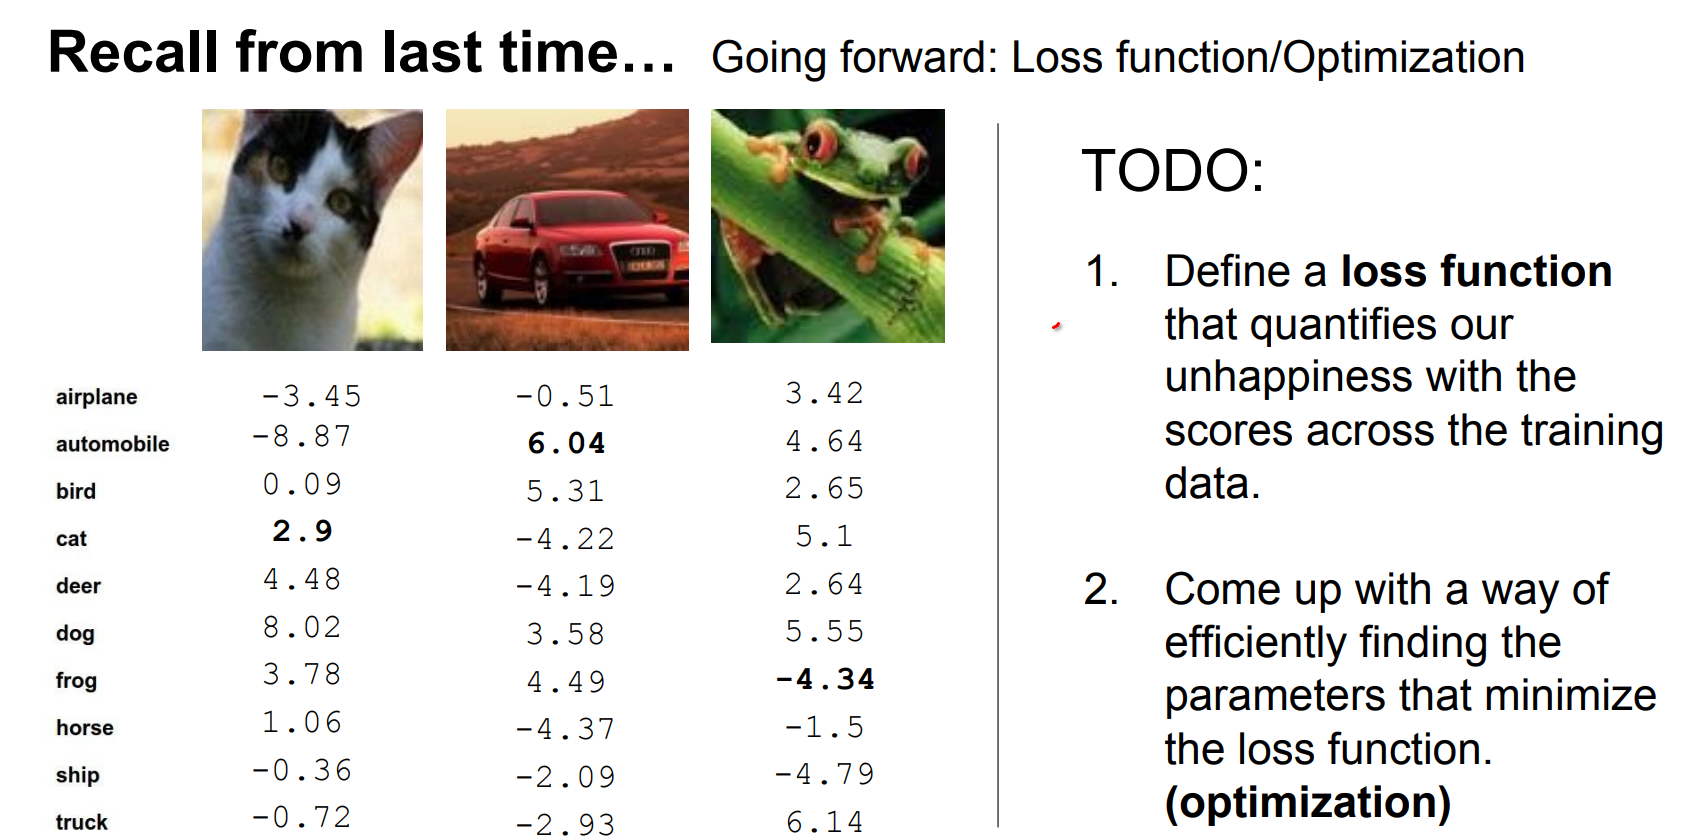 Recall from last time… Going forward: Loss function/Optimization
airplane -3.45 -0.51 3.42
automobile -8.87 6.04 4.64
bird 0.09 5.31 2.65
cat 2.9 -4.22 5.1
deer 4.48 -4.19 2.64
dog 8.02 3.58 5.55
frog 3.78 4.49 -4.34
horse 1.06 -4.37 -1.5
ship -0.36 -2.09 -4.79
truck -0.72 -2.93 6.14
TODO:
1. Define a loss function
that quantifies our
unhappiness with the
scores across the training
data.
2. Come up with a way of
efficiently finding the
parameters that minimize
the loss function.
(optimization)